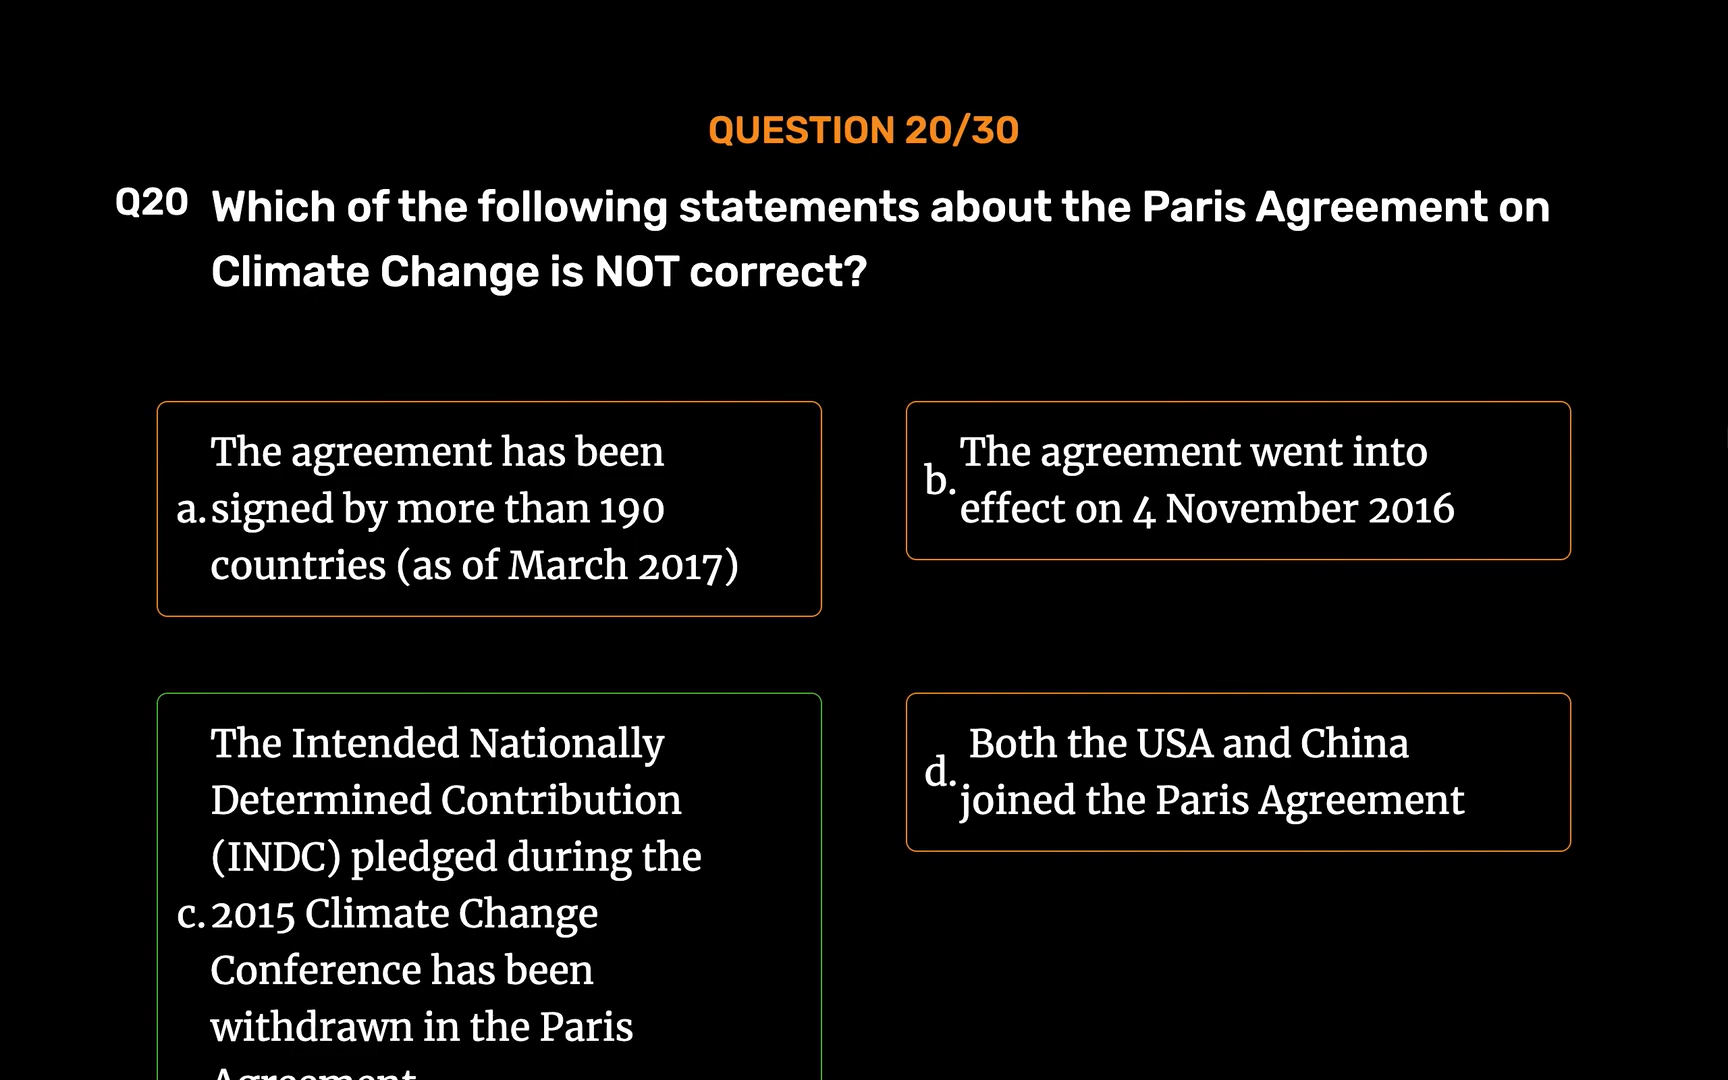 QUESTION 20/30
Q20 Which of the following statements about the Paris Agreement on
Climate Change is NOT correct?
The agreement has been
a. signed by more than 190
countries (as of March 2017)
The agreement went into
b.
effect on 4 November 2016
The Intended Nationally
Determined Contribution
(INDC) pledged during the
c. 2015 Climate Change
Conference has been
withdrawn in the Paris
Agreement
Both the USA and China
d.
joined the Paris Agreement